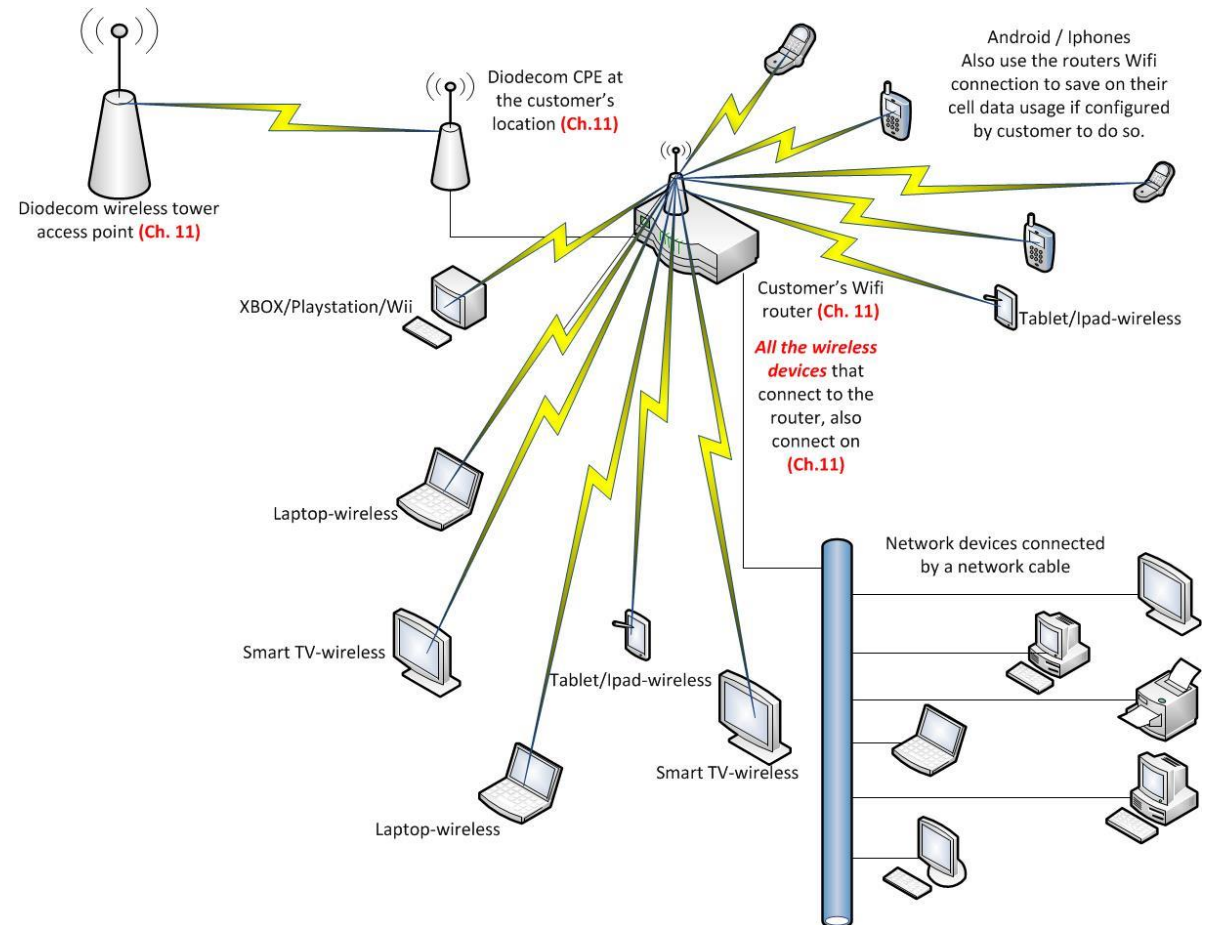 Diodecom wireless tower
access point (Ch. 11)
Diodecom CPE at
the customer's
location (Ch.11)
Android / Iphones
Also use the routers Wifi
connection to save on their
cell data usage if configured
by customer to do so.
XBOX/Playstation/Wii
Customer's Wifi
router (Ch. 11)
All the wireless
devices that
connect to the
router, also
connect on
(Ch.11)
Tablet/Ipad-wireless
Laptop-wireless
Smart TV-wireless
Tablet/Ipad-wireless
Smart TV-wireless
Laptop-wireless
Network devices connected
by a network cable